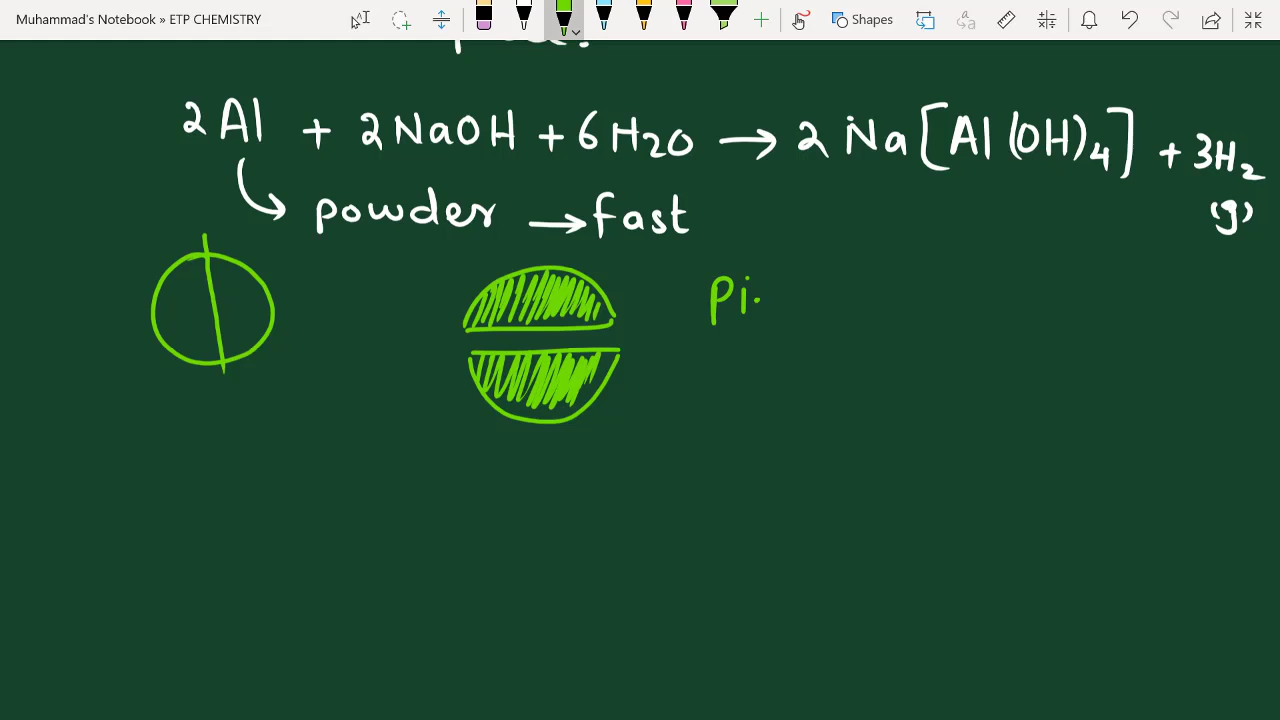 Muhammad's Notebook » ETP CHEMISTRY
Shapes
2Al + 2NaOH + 6H2O → 2Na[Al(OH)4] + 3H2
(g)
powder → fast
Pi